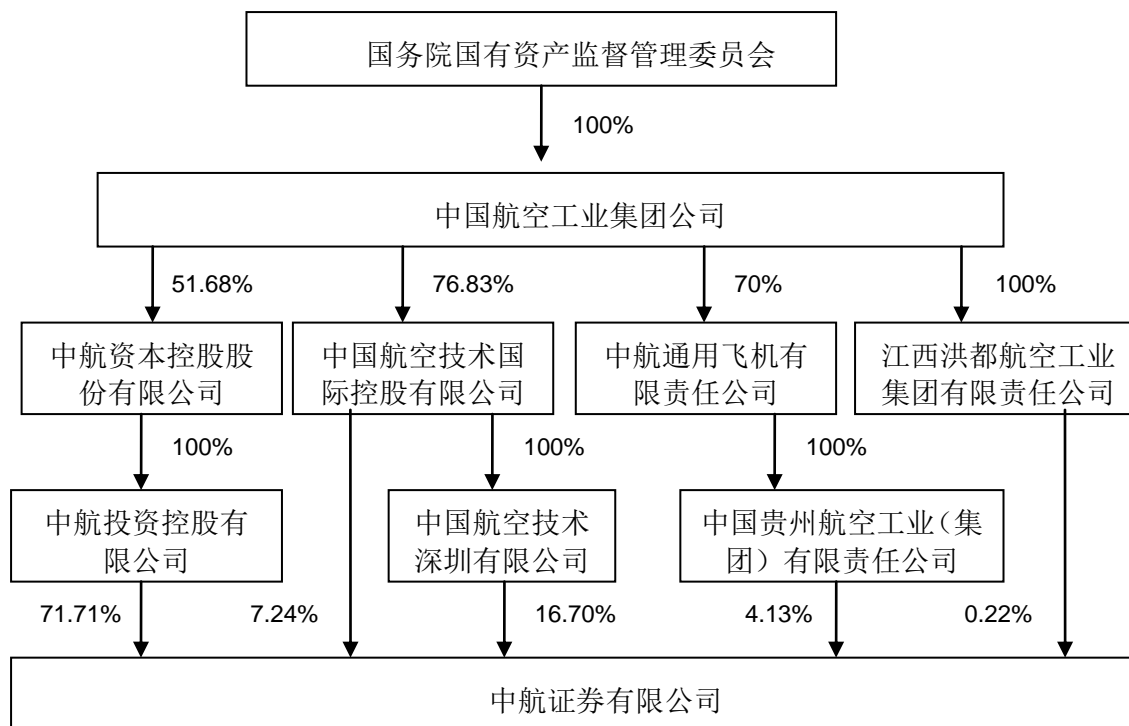 国务院国有资产监督管理委员会
100%
中国航空工业集团公司
51.68%
76.83%
70%
100%
中航资本控股股
份有限公司
中国航空技术国
际控股有限公司
中航通用飞机有
限责任公司
江西洪都航空工业
集团有限责任公司
100%
100%
100%
中航投资控股有
限公司
中国航空技术
深圳有限公司
中国贵州航空工业（集
团）有限责任公司
71.71%
7.24%
16.70%
4.13%
0.22%
中航证券有限公司